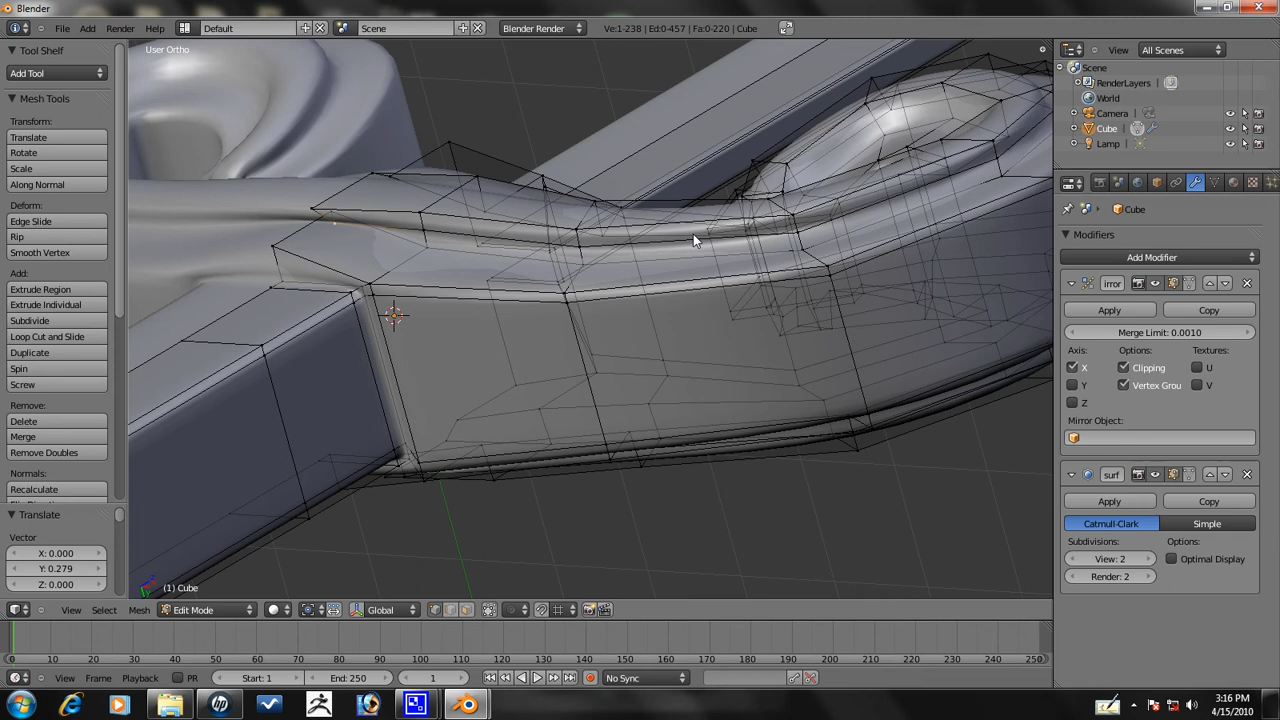 Blender
File Add Render Help
Default
Scene
Blender Render
Ve:1-238 | Ed:0-457 | Fa:0-220 | Cube
Tool Shelf
Add Tool
Mesh Tools
Transform:
Translate
Rotate
Scale
Along Normal
Deform:
Edge Slide
Rip
Smooth Vertex
Add:
Extrude Region
Extrude Individual
Subdivide
Loop Cut and Slide
Duplicate
Spin
Screw
Remove:
Delete
Merge
Remove Doubles
Normals:
Recalculate
Translate
Vector
X: 0.000
Y: 0.279
Z: 0.000
User Ortho
(1) Cube
View Select Mesh
Edit Mode
Global
View
All Scenes
Scene
RenderLayers
World
Camera
Cube
Lamp
Cube
Modifiers
Add Modifier
irror
Apply
Copy
Merge Limit: 0.0010
Axis:
Options:
Textures:
X
Clipping
U
Y
Vertex Grou
V
Z
Mirror Object:
surf
Apply
Copy
Catmull-Clark
Simple
Subdivisions:
Options:
View: 2
Optimal Display
Render: 2
0 10 20 30 40 50 60 70 80 90 100 110 120 130 140 150 160 170 180 190 200 210 220 230 240 250
View Frame Playback
PR
Start: 1
End: 250
1
No Sync
3:16 PM
4/15/2010